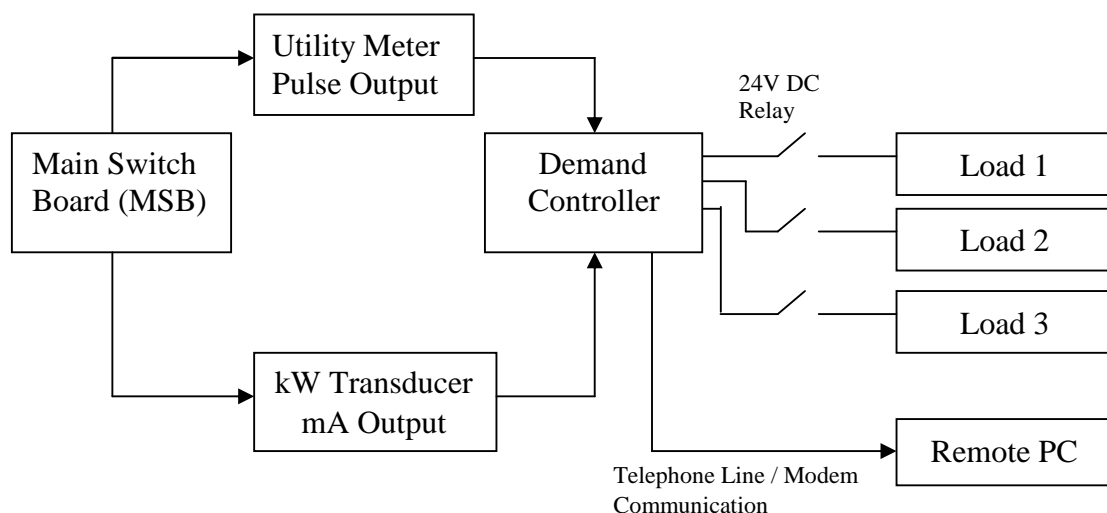 Utility Meter
Pulse Output
24V DC
Relay
Main Switch
Board (MSB)
Demand
Controller
Load 1
Load 2
Load 3
kW Transducer
mA Output
Remote PC
Telephone Line / Modem
Communication